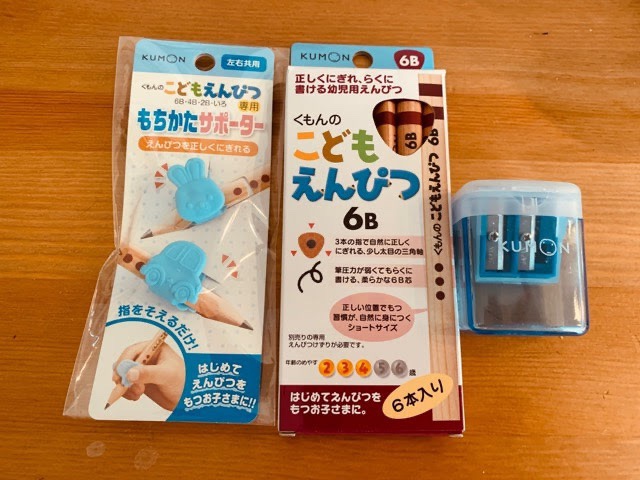 KUMON
左右共用
くもんの こどもえんぴつ
6B・4B・2B・いろ 専用
もちかたサポーター
えんぴつを正しくにぎれる
指をそえるだけ!
はじめて
えんぴつを
もつお子さまに!!
KUMON
6B
正しくにぎれ、らくに
書ける幼児用えんぴつ
くもんの
こども
えんぴつ
6B
3本の指で自然に正しく
にぎれる、少し太目の三角軸
筆圧力が弱くてもらくに
書ける、柔らかな6B芯
正しい位置でもつ
習慣が、自然に身につく
ショートサイズ
別売りの専用
えんぴつけずりが必要です。
年齢のめやす 2 3 4 5 6 歳
はじめてえんぴつを
もつお子さまに。
6本入り
6B
6B
くもんのこどもえんぴつ 6B
KUMON